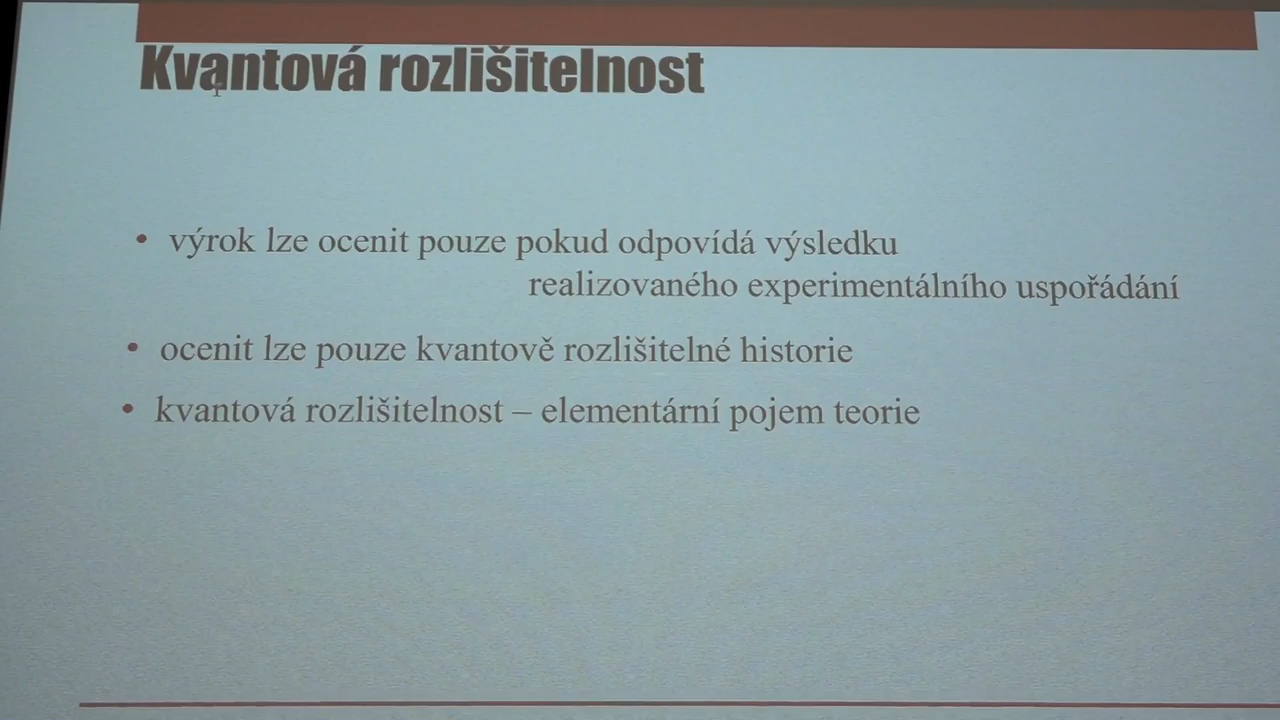 Kvantová rozlišitelnost
• výrok lze ocenit pouze pokud odpovídá výsledku
realizovaného experimentálního uspořádání
• ocenit lze pouze kvantově rozlišitelné historie
• kvantová rozlišitelnost – elementární pojem teorie